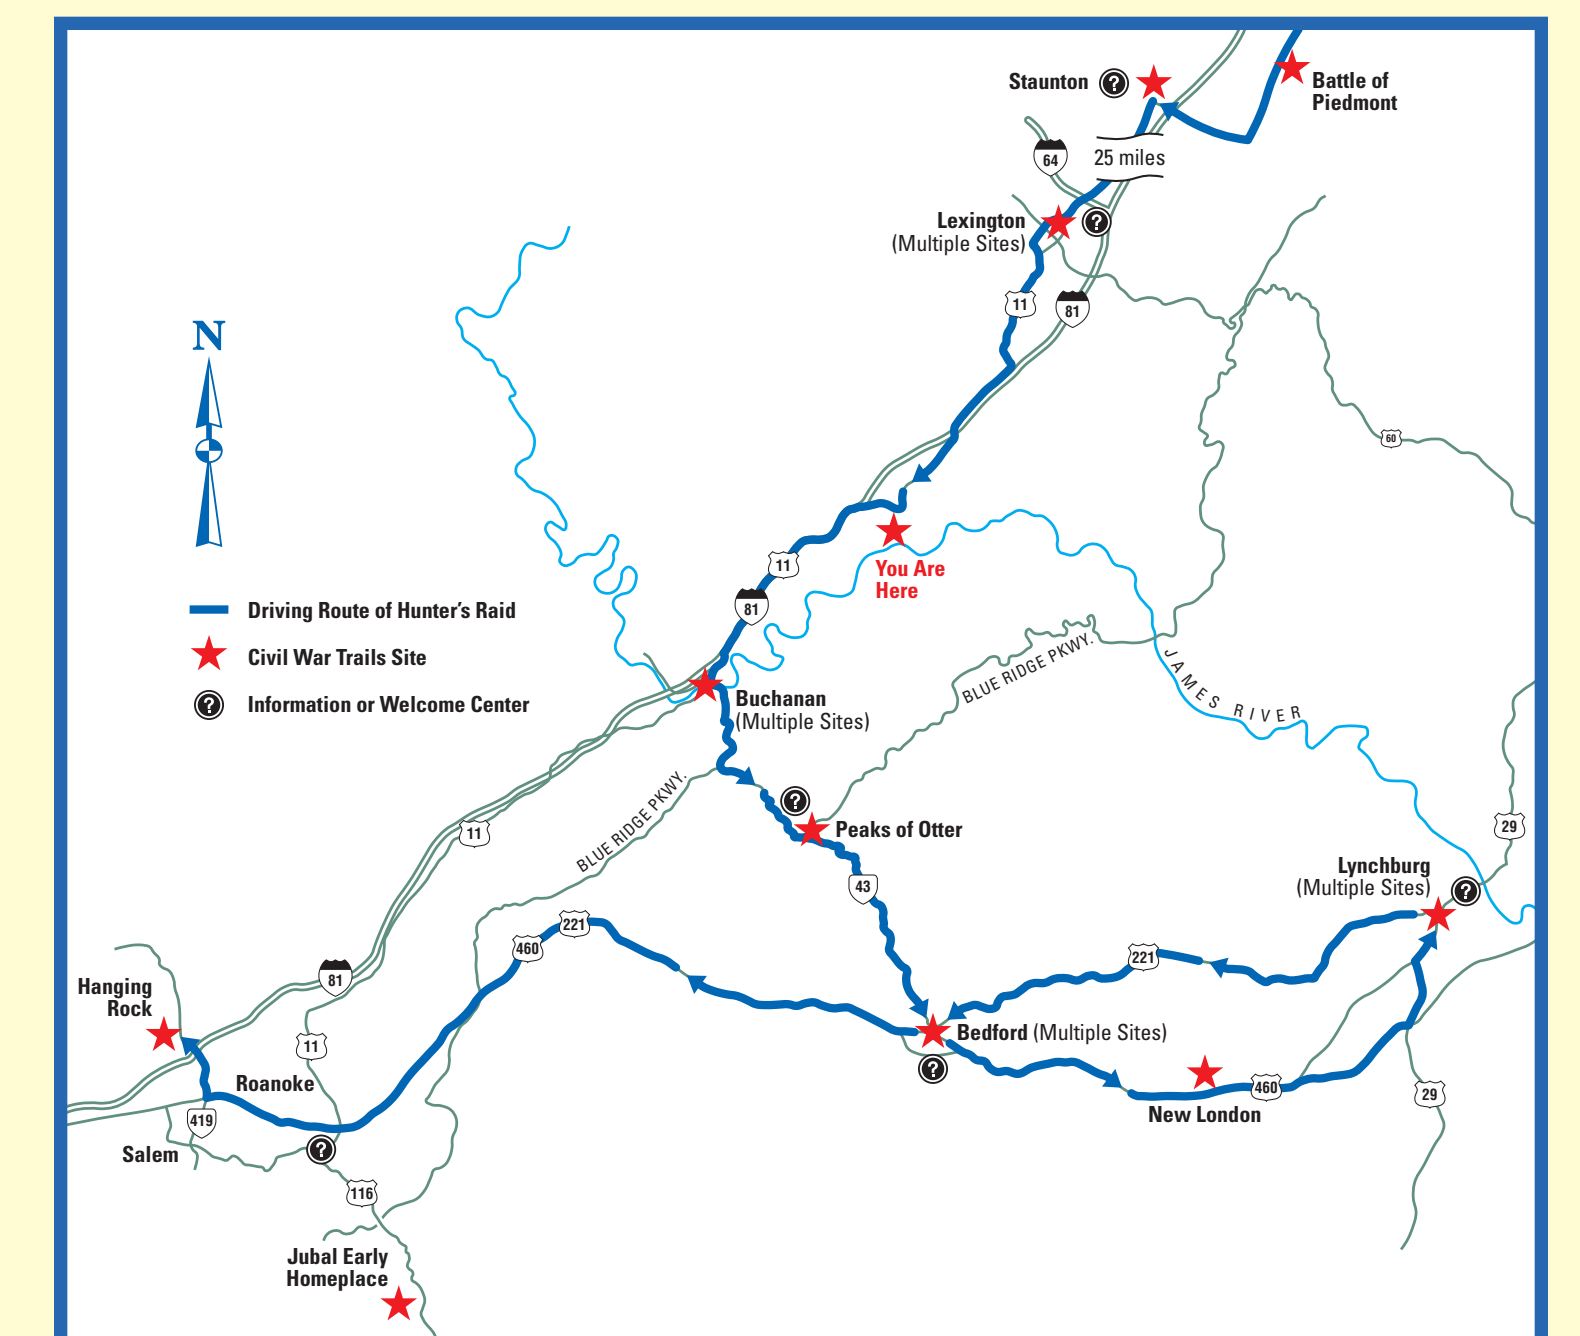 Staunton
?
Battle of
Piedmont
64
25 miles
Lexington
(Multiple Sites)
?
11
81
N
60
You Are
Here
11
81
Driving Route of Hunter's Raid
Civil War Trails Site
? Information or Welcome Center
BLUE RIDGE PKWY.
JAMES RIVER
Buchanan
(Multiple Sites)
BLUE RIDGE PKWY.
?
Peaks of Otter
11
29
43
Lynchburg
(Multiple Sites)
?
221
460
221
81
Hanging
Rock
Bedford (Multiple Sites)
?
11
Roanoke
460
29
New London
419
Salem
?
116
Jubal Early
Homeplace